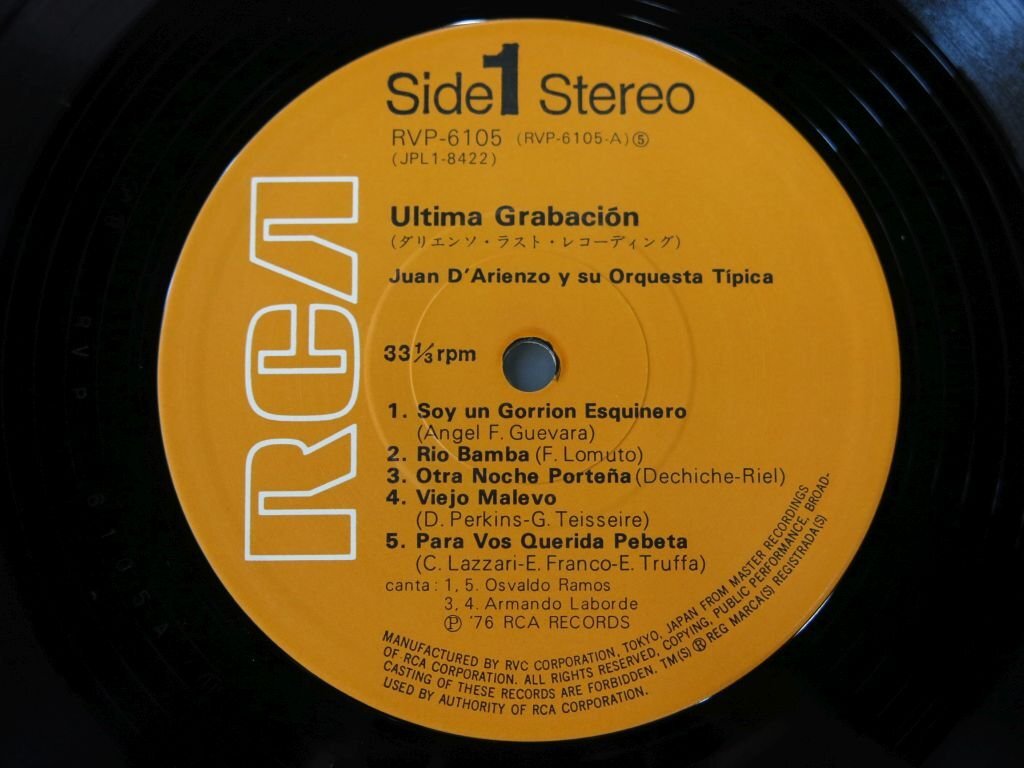 Side 1 Stereo
RVP-6105 (RVP-6105-A) ⑤
(JPL1-8422)
RCA
Ultima Grabación
(ダリエンソ・ラスト・レコーディング)
Juan D'Arienzo y su Orquesta Típica
33⅓ rpm
1. Soy un Gorrion Esquinero
(Angel F. Guevara)
2. Rio Bamba (F. Lomuto)
3. Otra Noche Porteña (Dechiche-Riel)
4. Viejo Malevo
(D. Perkins-G. Teisseire)
5. Para Vos Querida Pebeta
(C. Lazzari-E. Franco-E. Truffa)
canta: 1, 5. Osvaldo Ramos
3, 4. Armando Laborde
Ⓟ '76 RCA RECORDS
MANUFACTURED BY RVC CORPORATION, TOKYO, JAPAN FROM MASTER RECORDINGS
OF RCA CORPORATION. ALL RIGHTS RESERVED, COPYING, PUBLIC PERFORMANCE, BROAD-
CASTING OF THESE RECORDS ARE FORBIDDEN. TM(S) ® REG MARCA(S) REGISTRADA(S)
USED BY AUTHORITY OF RCA CORPORATION.